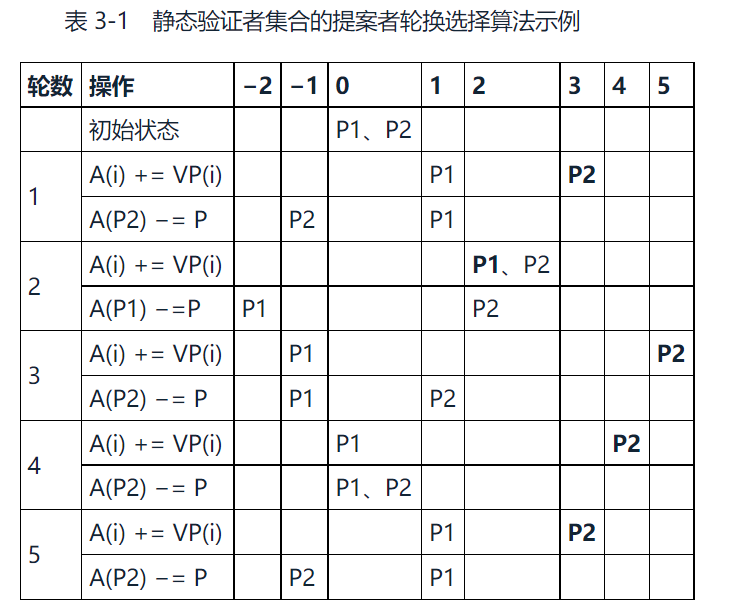 表 3-1 静态验证者集合的提案者轮换选择算法示例
轮数 操作 −2 −1 0 1 2 3 4 5
初始状态 P1、P2
1
A(i) += VP(i) P1 P2
A(P2) −= P P2 P1
2
A(i) += VP(i) P1、P2
A(P1) −=P P1 P2
3
A(i) += VP(i) P1 P2
A(P2) −= P P1 P2
4
A(i) += VP(i) P1 P2
A(P2) −= P P1、P2
5
A(i) += VP(i) P1 P2
A(P2) −= P P2 P1